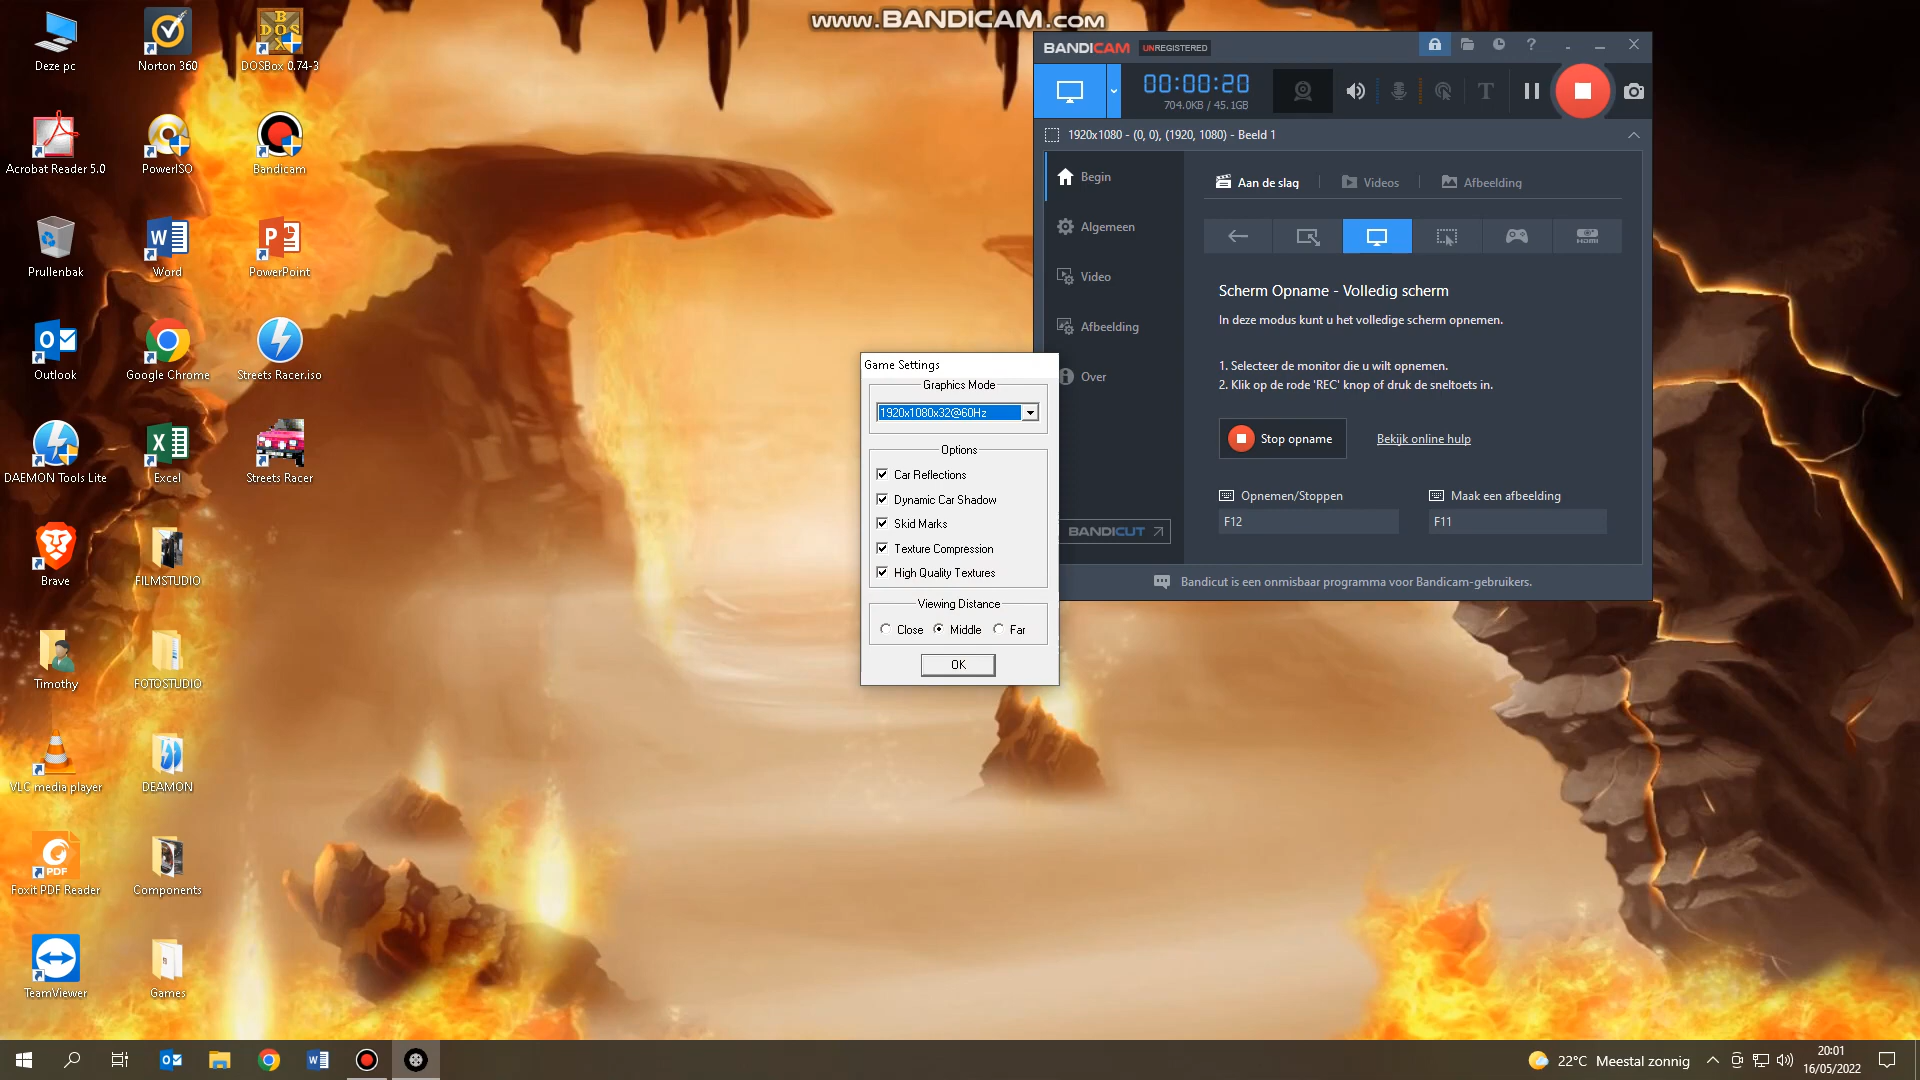 www.BANDICAM.com
Deze pc
Norton 360
DOSBox 0.74-3
Acrobat Reader 5.0
PowerISO
Bandicam
Prullenbak
Word
PowerPoint
Outlook
Google Chrome
Streets Racer.iso
DAEMON Tools Lite
Excel
Streets Racer
Brave
FILMSTUDIO
Timothy
FOTOSTUDIO
VLC media player
DEAMON
Foxit PDF Reader
Components
TeamViewer
Games
BANDICAM UNREGISTERED
00:00:20
704.0KB / 45.1GB
1920x1080 - (0, 0), (1920, 1080) - Beeld 1
Begin
Algemeen
Video
Afbeelding
Over
BANDICUT
Aan de slag
Videos
Afbeelding
HDMI
Scherm Opname - Volledig scherm
In deze modus kunt u het volledige scherm opnemen.
1. Selecteer de monitor die u wilt opnemen.
2. Klik op de rode 'REC' knop of druk de sneltoets in.
Stop opname
Bekijk online hulp
Opnemen/Stoppen
Maak een afbeelding
F12
F11
Bandicut is een onmisbaar programma voor Bandicam-gebruikers.
Game Settings
Graphics Mode
1920x1080x32@60Hz
Options
Car Reflections
Dynamic Car Shadow
Skid Marks
Texture Compression
High Quality Textures
Viewing Distance
Close
Middle
Far
OK
22°C Meestal zonnig
20:01
16/05/2022